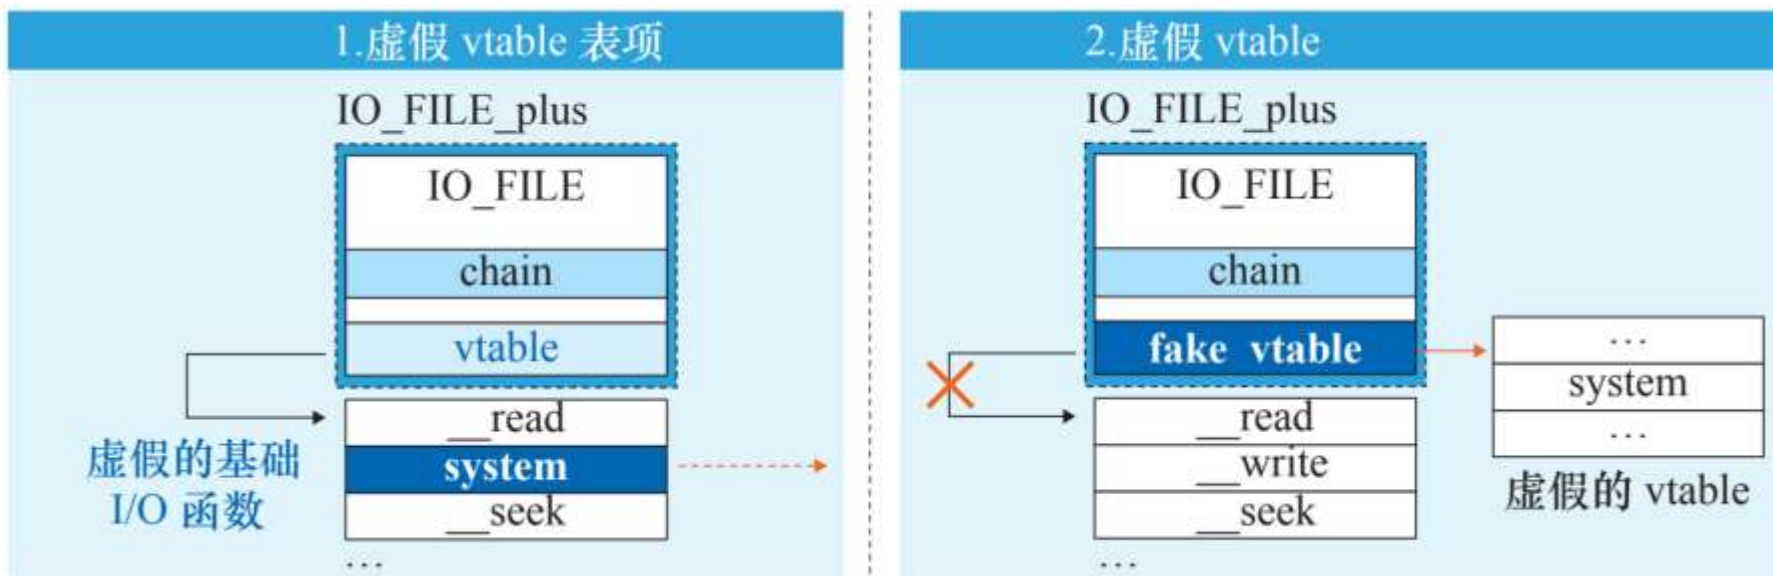 1.虚假 vtable 表项
IO_FILE_plus
IO_FILE
chain
vtable
__read
system
__seek
…
虚假的基础
I/O 函数
2.虚假 vtable
IO_FILE_plus
IO_FILE
chain
fake vtable
__read
__write
__seek
…
…
system
…
虚假的 vtable